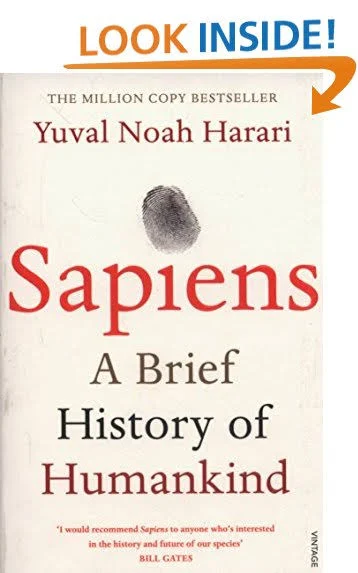 LOOK INSIDE!
THE MILLION COPY BESTSELLER
Yuval Noah Harari
Sapiens
A Brief
History of
Humankind
'I would recommend Sapiens to anyone who's interested
in the history and future of our species'
BILL GATES
VINTAGE